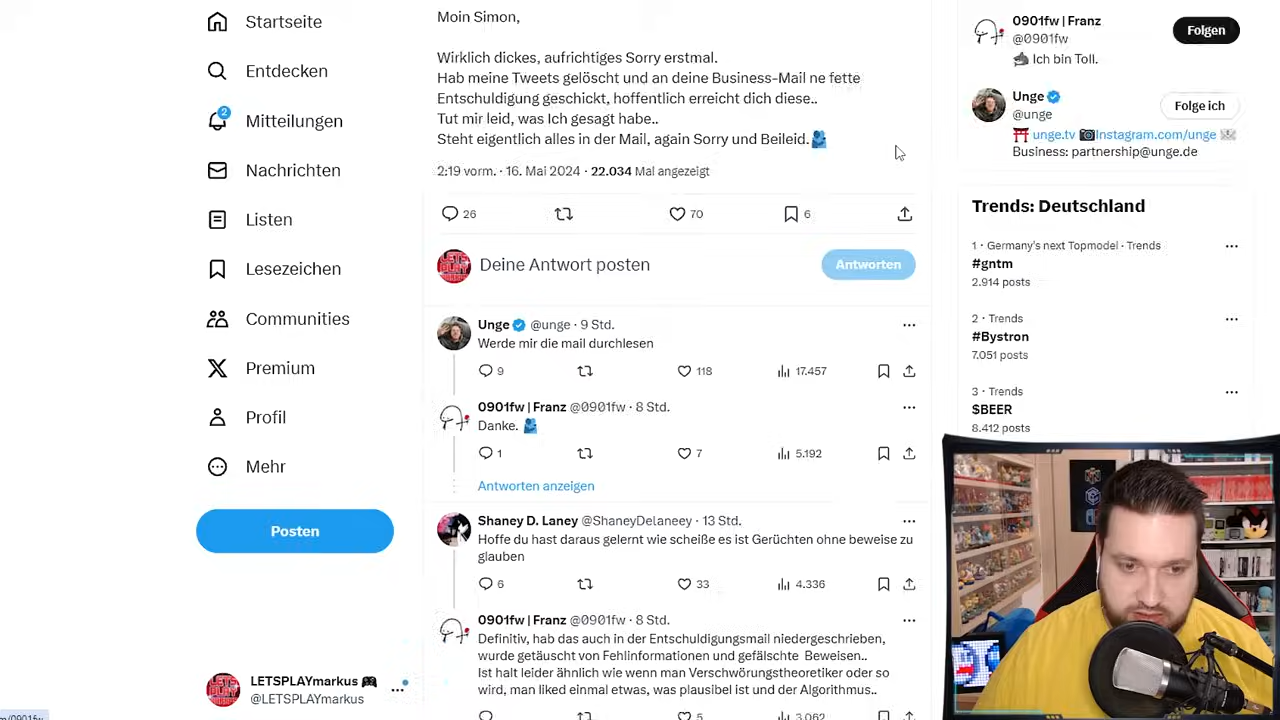 Startseite
Entdecken
2
Mitteilungen
Nachrichten
Listen
Lesezeichen
Communities
Premium
Profil
Mehr
Posten
LETSPLAYmarkus 🎮
@LETSPLAYmarkus
Moin Simon,
Wirklich dickes, aufrichtiges Sorry erstmal.
Hab meine Tweets gelöscht und an deine Business-Mail ne fette
Entschuldigung geschickt, hoffentlich erreicht dich diese..
Tut mir leid, was Ich gesagt habe..
Steht eigentlich alles in der Mail, again Sorry und Beileid.🫂
2:19 vorm. · 16. Mai 2024 · 22.034 Mal angezeigt
26 70 6
LETS PLAY
Deine Antwort posten
Antworten
Unge @unge · 9 Std.
Werde mir die mail durchlesen
9 118 17.457
0901fw | Franz @0901fw · 8 Std.
Danke. 🫂
1 7 5.192
Antworten anzeigen
Shaney D. Laney @ShaneyDelaneey · 13 Std.
Hoffe du hast daraus gelernt wie scheiße es ist Gerüchten ohne beweise zu
glauben
6 33 4.336
0901fw | Franz @0901fw · 8 Std.
Definitiv, hab das auch in der Entschuldigungsmail niedergeschrieben,
wurde getäuscht von Fehlinformationen und gefälschte Beweisen..
Ist halt leider ähnlich wie wenn man Verschwörungstheoretiker oder so
wird, man liked einmal etwas, was plausibel ist und der Algorithmus..
5 3.062
0901fw | Franz
@0901fw
Folgen
🦈 Ich bin Toll.
Unge
@unge
Folge ich
⛩️ unge.tv 📷Instagram.com/unge 📨
Business: partnership@unge.de
Trends: Deutschland
1 · Germany's next Topmodel · Trends
#gntm
2.914 posts
2 · Trends
#Bystron
7.051 posts
3 · Trends
$BEER
8.412 posts